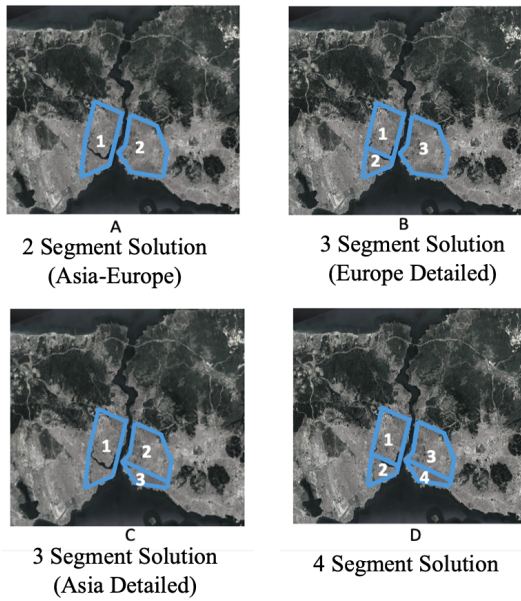 1
2
A
2 Segment Solution
(Asia-Europe)
1
2
3
B
3 Segment Solution
(Europe Detailed)
1
2
3
C
3 Segment Solution
(Asia Detailed)
1
2
3
4
D
4 Segment Solution